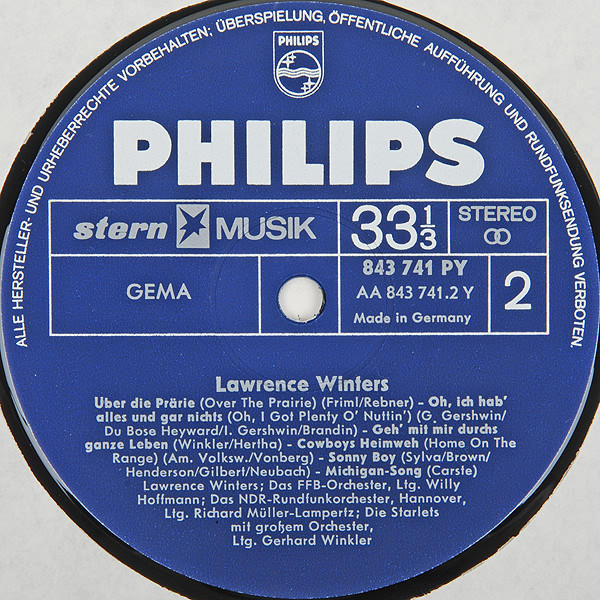 ALLE HERSTELLER- UND URHEBERRECHTE VORBEHALTEN; ÜBERSPIELUNG, ÖFFENTLICHE AUFFÜHRUNG UND RUNDFUNKSENDUNG VERBOTEN.
PHILIPS
PHILIPS
stern MUSIK
33 1/3
STEREO
GEMA
843 741 PY
AA 843 741.2 Y
Made in Germany
2
Lawrence Winters
Uber die Prärie (Over The Prairie) (Friml/Rebner) – Oh, ich hab'
alles und gar nichts (Oh, I Got Plenty O' Nuttin') (G. Gershwin/
Du Bose Heyward/I. Gershwin/Brandin) – Geh' mit mir durchs
ganze Leben (Winkler/Hertha) – Cowboys Heimweh (Home On The
Range) (Am. Volksw./Vonberg) – Sonny Boy (Sylva/Brown/
Henderson/Gilbert/Neubach) – Michigan-Song (Carste)
Lawrence Winters; Das FFB-Orchester, Ltg. Willy
Hoffmann; Das NDR-Rundfunkorchester, Hannover,
Ltg. Richard Müller-Lampertz; Die Starlets
mit großem Orchester,
Ltg. Gerhard Winkler